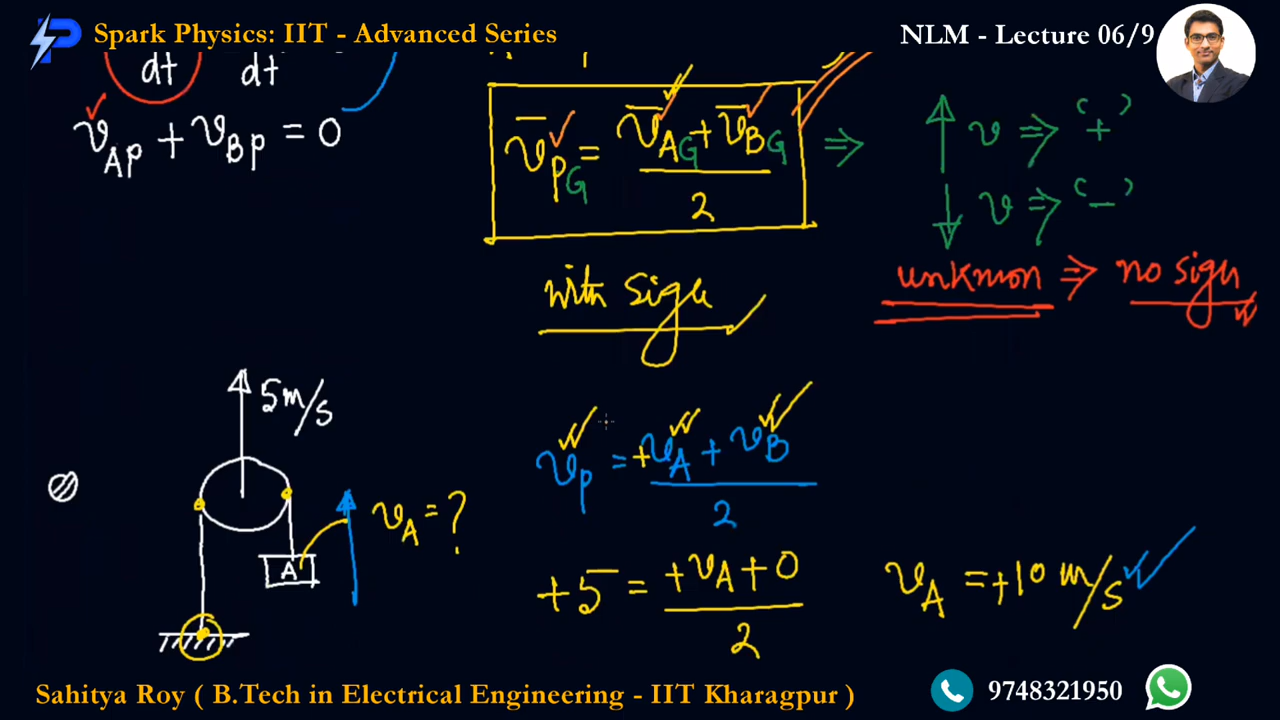 Spark Physics: IIT - Advanced Series
NLM - Lecture 06/9
dt dt
v_AP + v_BP = 0
v̅_PG = (v̅_AG + v̅_BG) / 2
⇒ ↑ v ⇒ (+)
↓ v ⇒ (−)
with Sign
unknown ⇒ no sign
5 m/s
v_A = ?
A
v_P = +v_A + v_B / 2
+5 = +v_A + 0 / 2
v_A = +10 m/s
Sahitya Roy ( B.Tech in Electrical Engineering - IIT Kharagpur )
9748321950